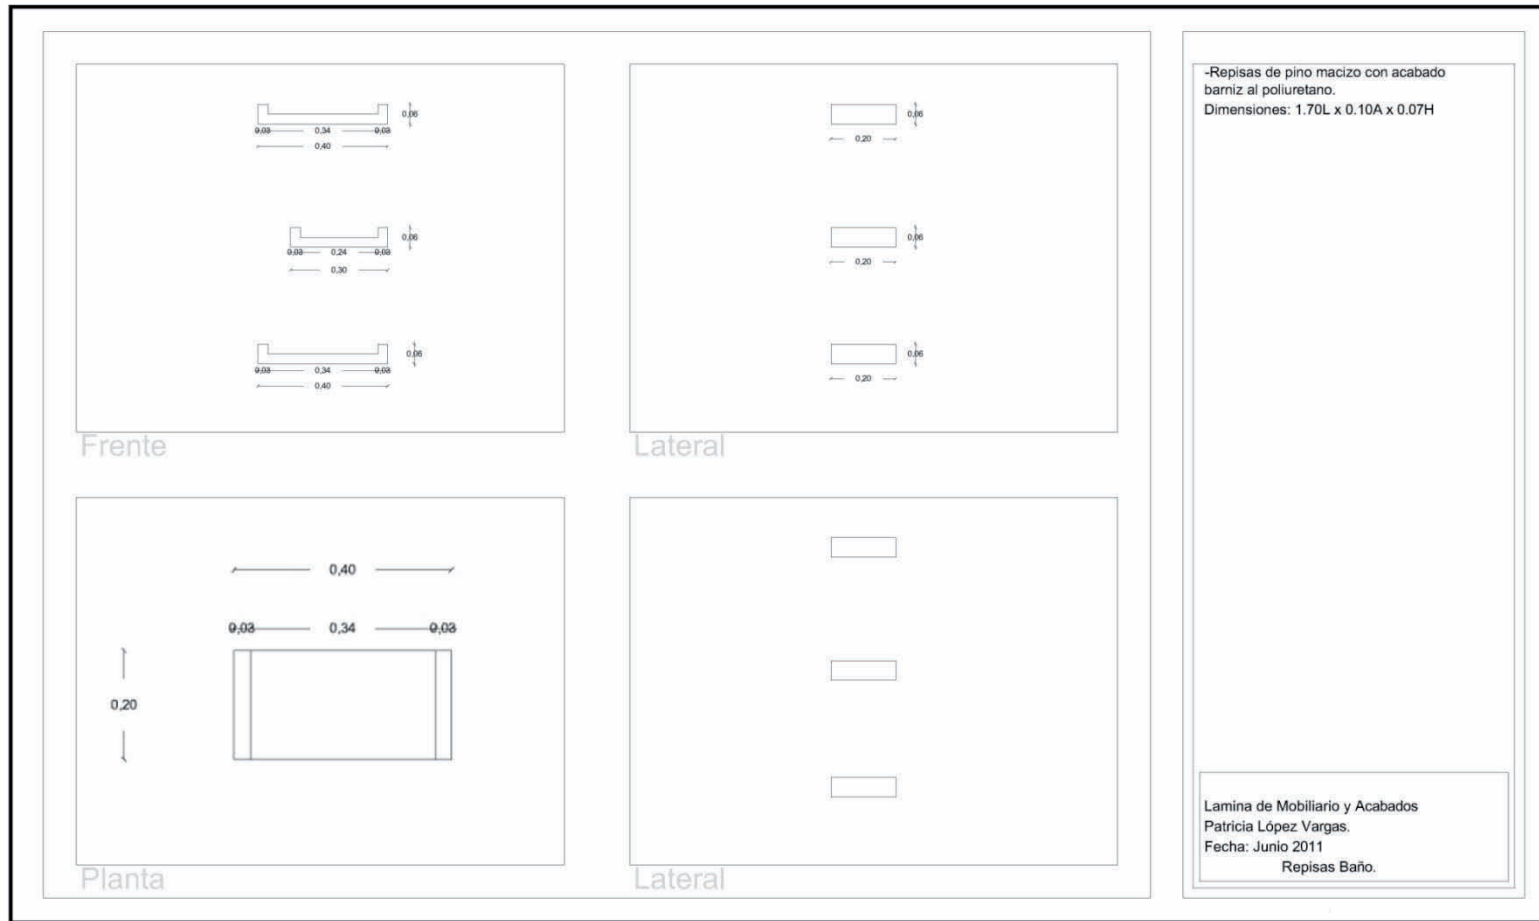 0,06
0,03 0,34 0,03
0,40
0,06
0,03 0,24 0,03
0,30
0,06
0,03 0,34 0,03
0,40
Frente
0,06
0,20
0,06
0,20
0,06
0,20
Lateral
0,40
0,03 0,34 0,03
0,20
Planta
Lateral
-Repisas de pino macizo con acabado
barniz al poliuretano.
Dimensiones: 1.70L x 0.10A x 0.07H
Lamina de Mobiliario y Acabados
Patricia López Vargas.
Fecha: Junio 2011
Repisas Baño.